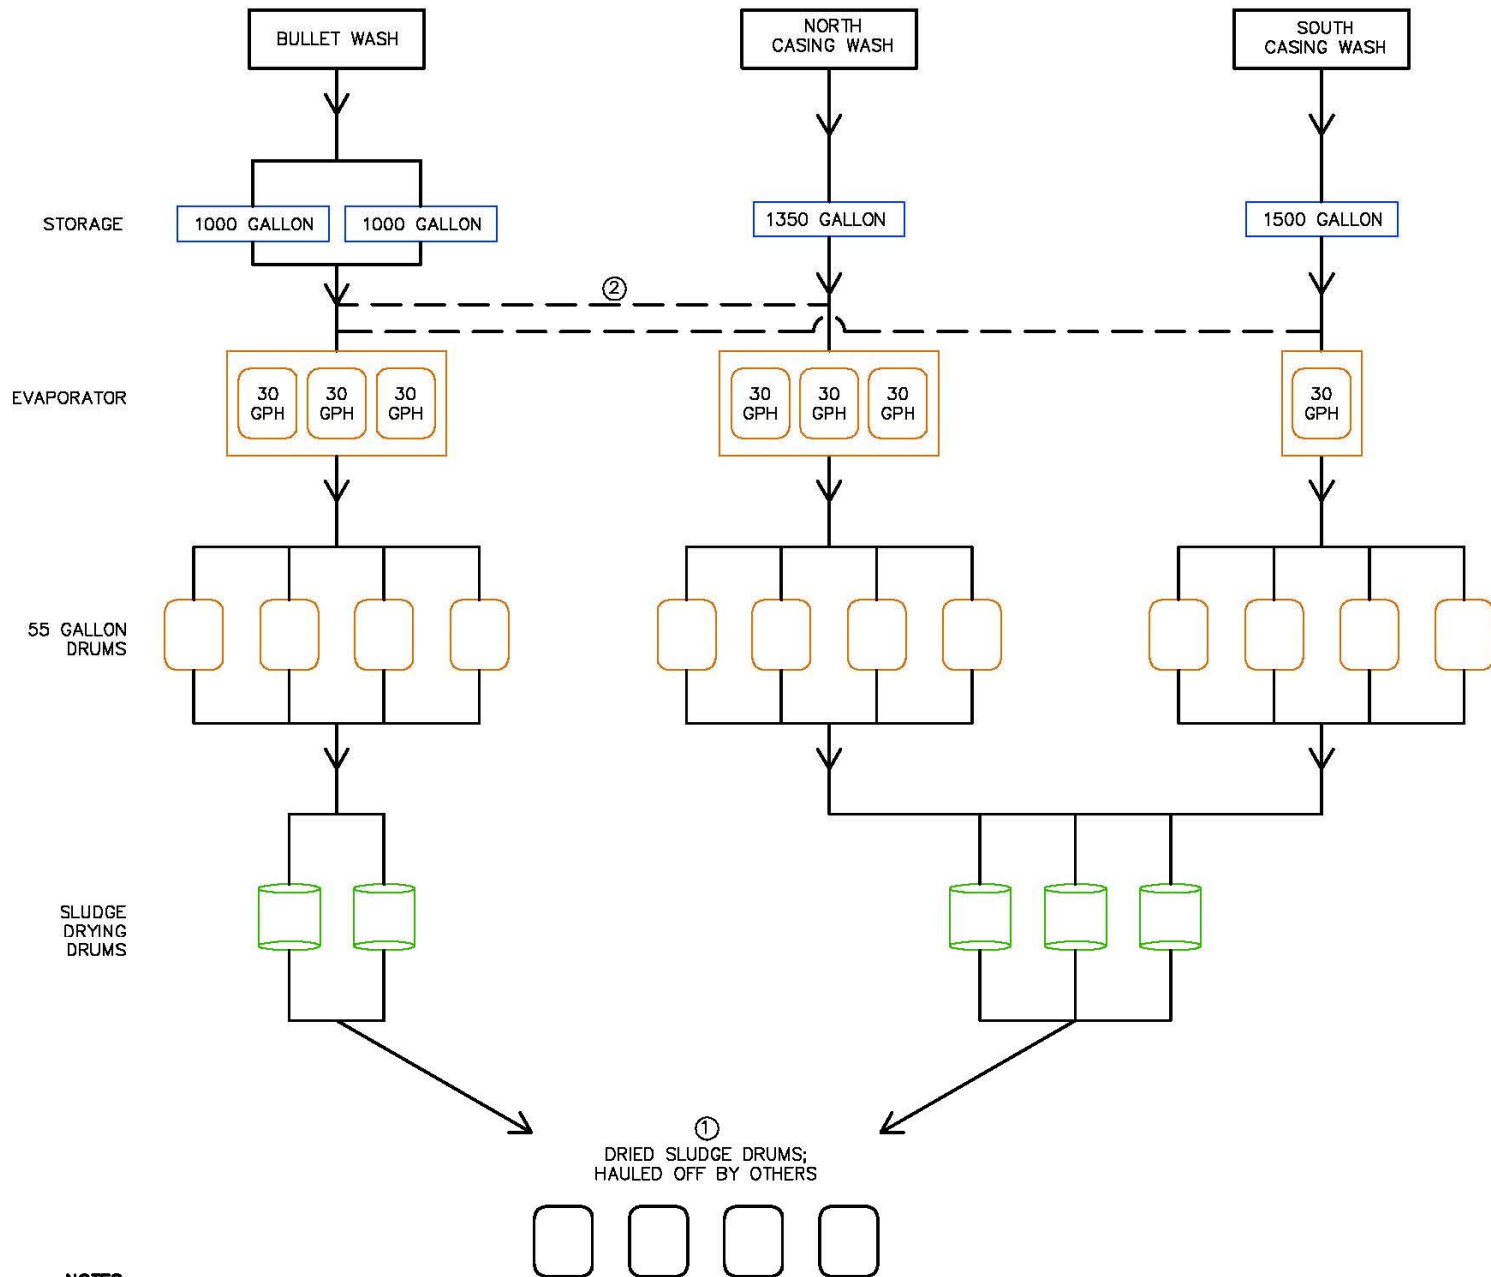 BULLET WASH
NORTH
CASING WASH
SOUTH
CASING WASH
STORAGE
1000 GALLON
1000 GALLON
1350 GALLON
1500 GALLON
2
EVAPORATOR
30
GPH
30
GPH
30
GPH
30
GPH
30
GPH
30
GPH
30
GPH
55 GALLON
DRUMS
SLUDGE
DRYING
DRUMS
1
DRIED SLUDGE DRUMS;
HAULED OFF BY OTHERS
NOTES